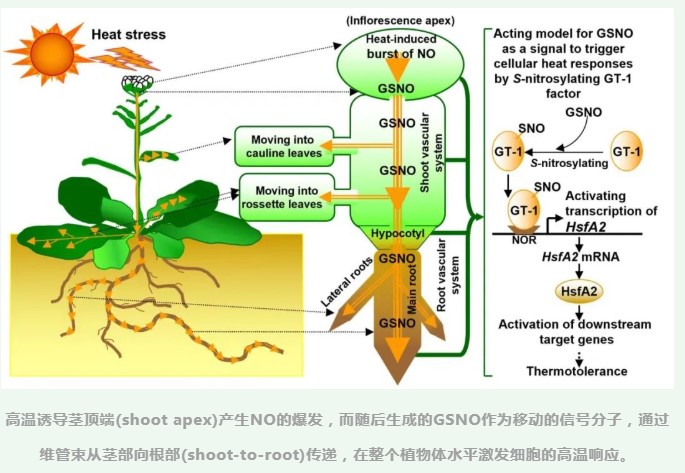 Heat stress
(Inflorescence apex)
Heat-induced
burst of NO
GSNO
GSNO
Moving into
cauline leaves
GSNO
Moving into
rossette leaves
Shoot vascular
system
Hypocotyl
GSNO
Lateral roots
Main root
Root vascular
system
GSNO
Acting model for GSNO
as a signal to trigger
cellular heat responses
by S-nitrosylating GT-1
factor
GSNO
SNO
GT-1
GT-1
S-nitrosylating
SNO
GT-1
NOR
Activating
transcription of
HsfA2
HsfA2 mRNA
HsfA2
Activation of downstream
target genes
Thermotolerance
高温诱导茎顶端(shoot apex)产生NO的爆发，而随后生成的GSNO作为移动的信号分子，通过
维管束从茎部向根部(shoot-to-root)传递，在整个植物体水平激发细胞的高温响应。